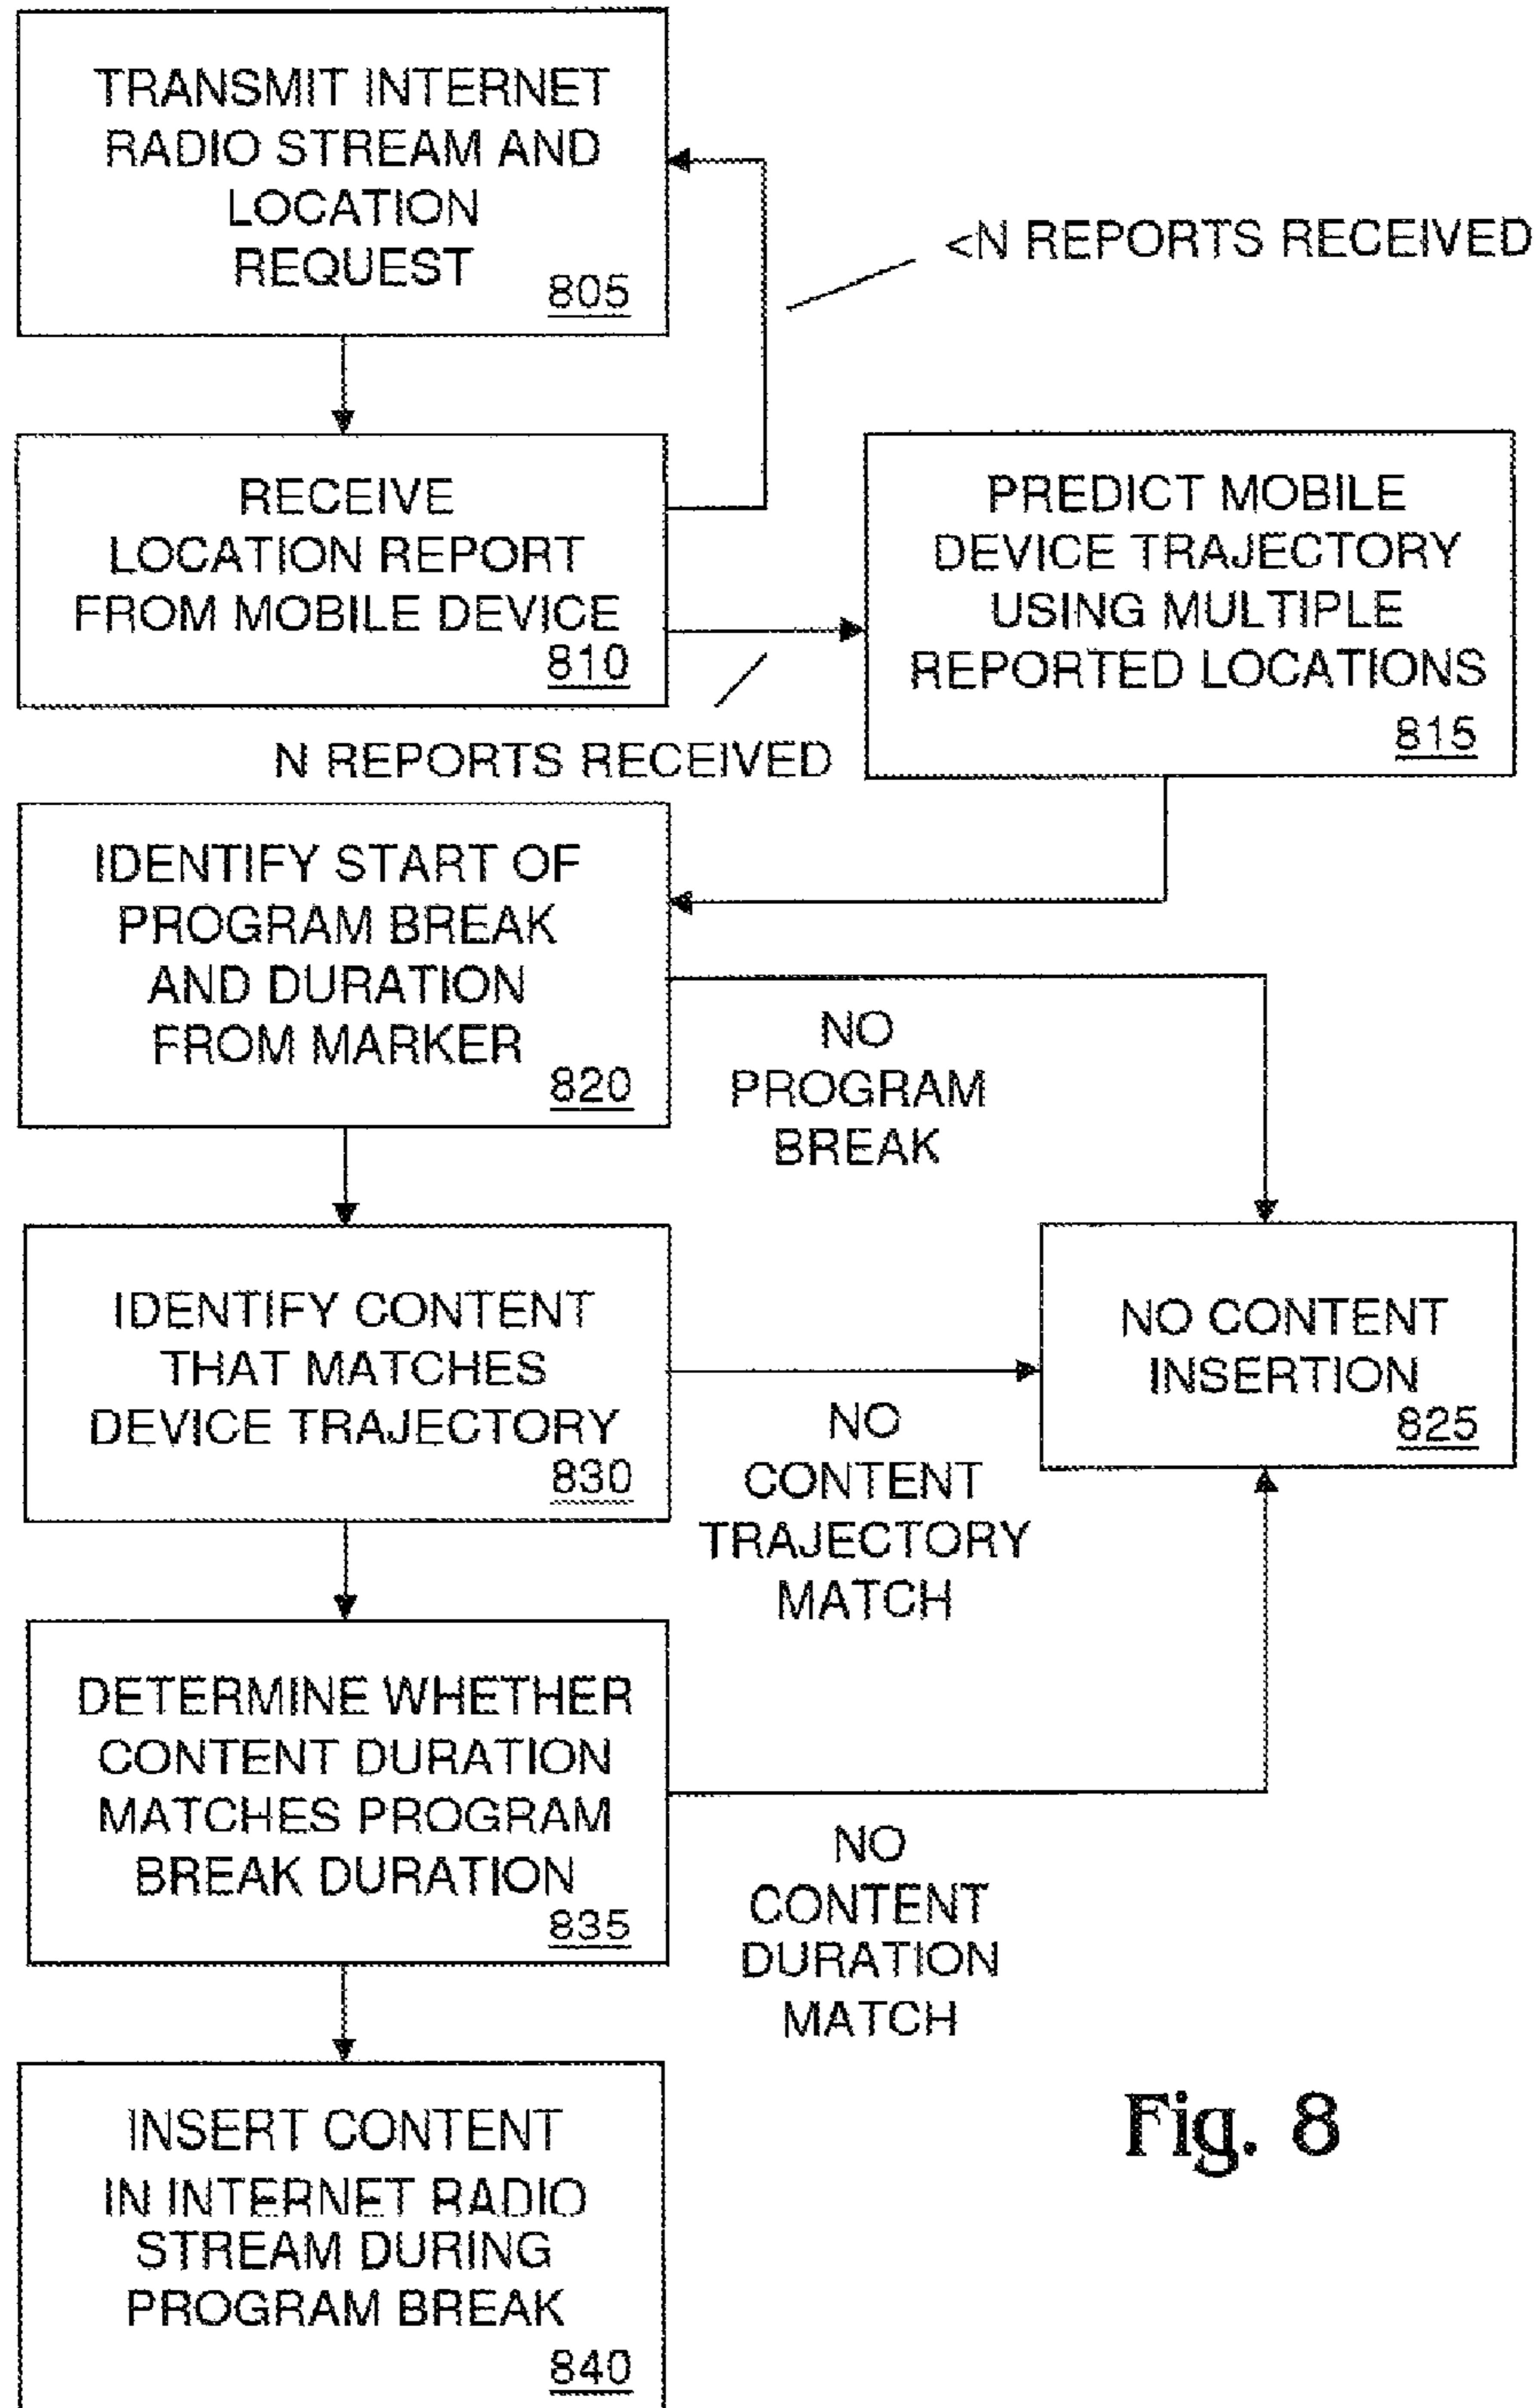 TRANSMIT INTERNET
RADIO STREAM AND
LOCATION
REQUEST
805
<N REPORTS RECEIVED
RECEIVE
LOCATION REPORT
FROM MOBILE DEVICE
810
N REPORTS RECEIVED
PREDICT MOBILE
DEVICE TRAJECTORY
USING MULTIPLE
REPORTED LOCATIONS
815
IDENTIFY START OF
PROGRAM BREAK
AND DURATION
FROM MARKER
820
NO
PROGRAM
BREAK
IDENTIFY CONTENT
THAT MATCHES
DEVICE TRAJECTORY
830
NO
CONTENT
TRAJECTORY
MATCH
NO CONTENT
INSERTION
825
DETERMINE WHETHER
CONTENT DURATION
MATCHES PROGRAM
BREAK DURATION
835
NO
CONTENT
DURATION
MATCH
INSERT CONTENT
IN INTERNET RADIO
STREAM DURING
PROGRAM BREAK
840
Fig. 8